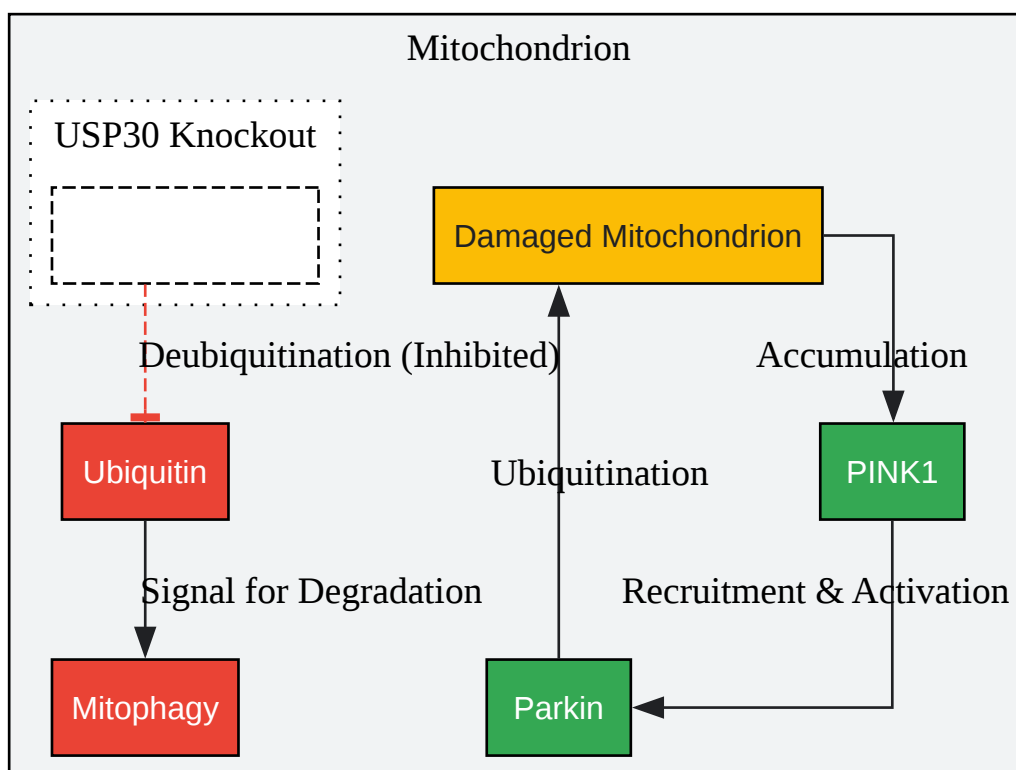 Mitochondrion
USP30 Knockout
Damaged Mitochondrion
Deubiquitination (Inhibited)
Accumulation
Ubiquitin
Ubiquitination
PINK1
Signal for Degradation
Recruitment & Activation
Mitophagy
Parkin